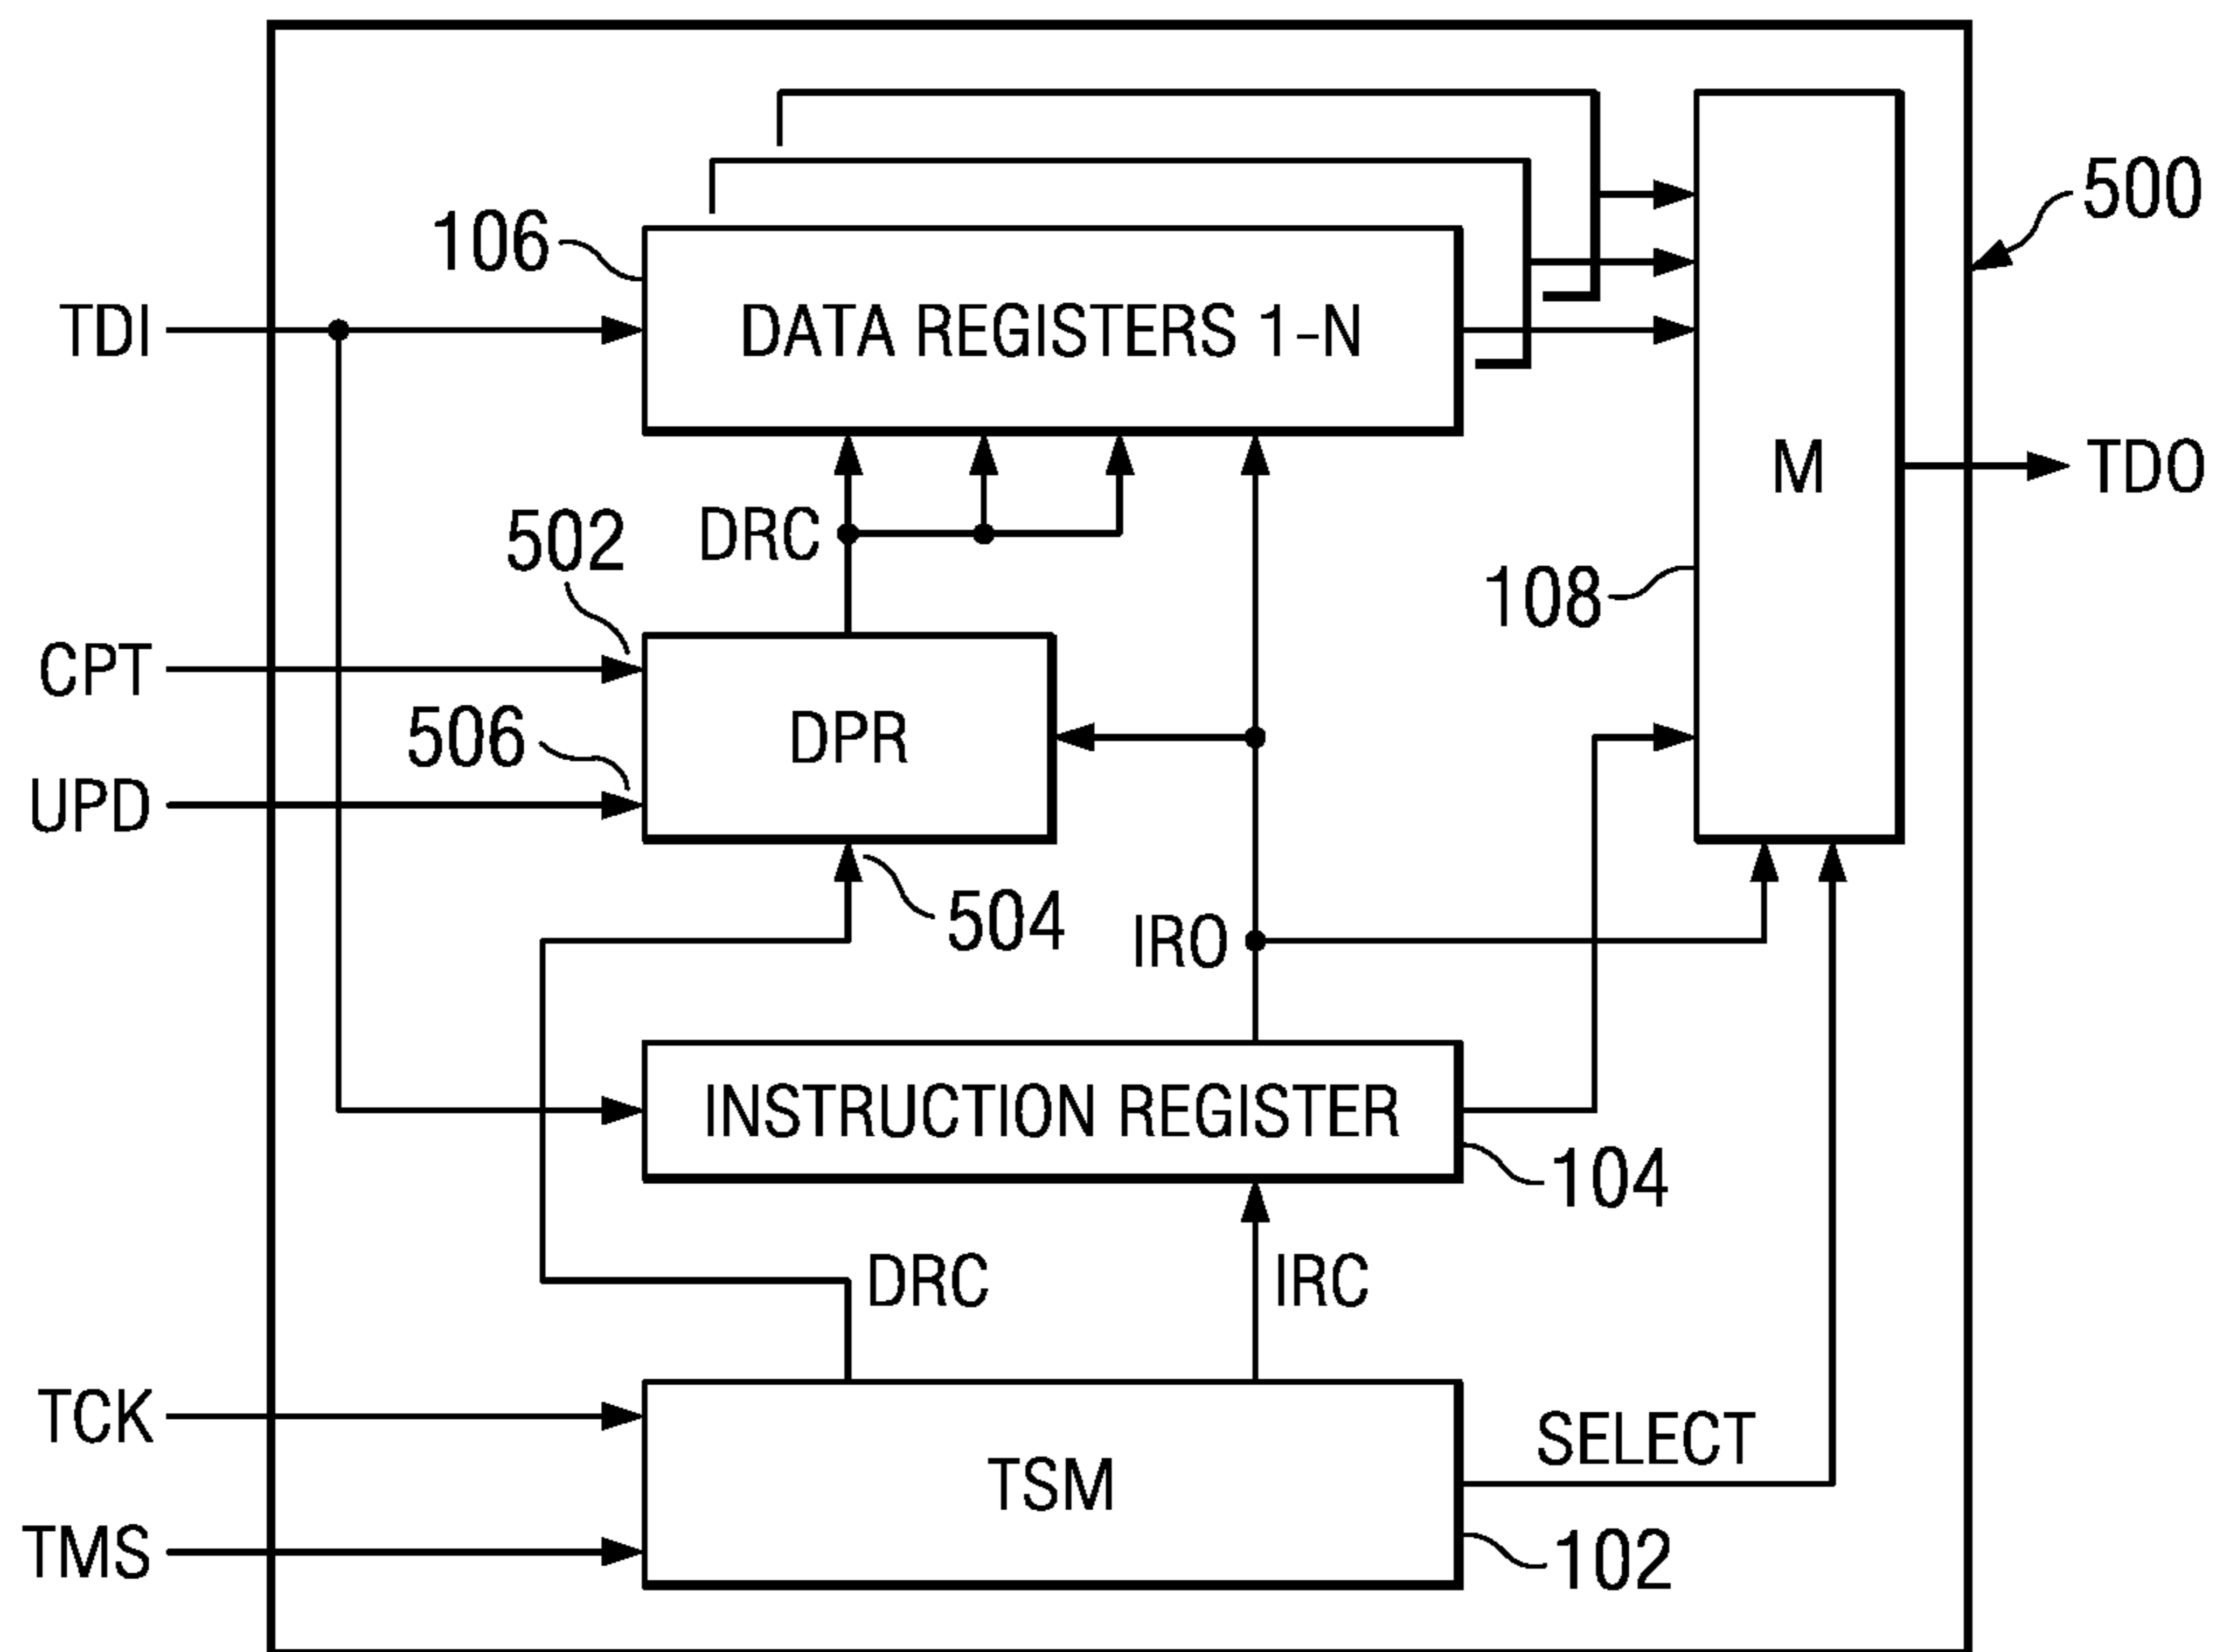 500
106
TDI
DATA REGISTERS 1-N
M
TDO
DRC
502
108
CPT
506
DPR
UPD
504
IRO
INSTRUCTION REGISTER
104
DRC
IRC
TCK
SELECT
TSM
TMS
102